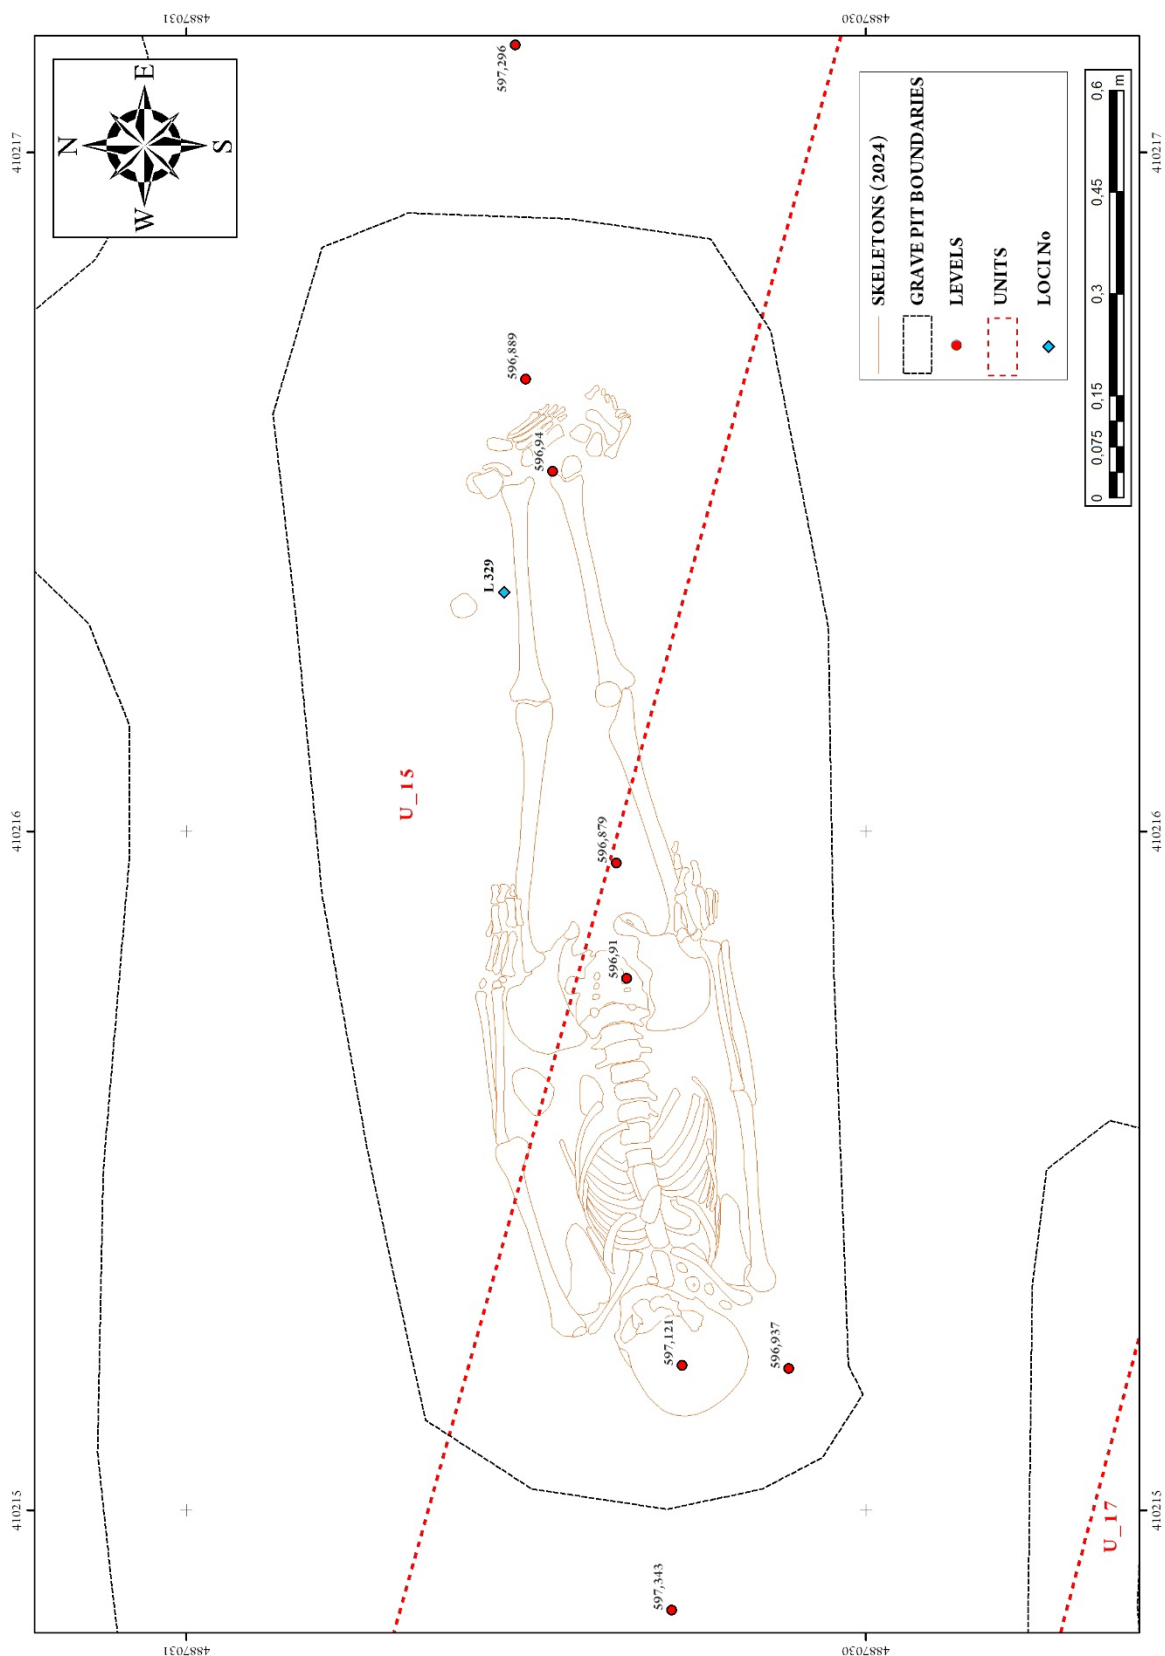 410215
410216
410217
4887031
4887031
4887030
4887030
N
W
E
S
597,296
596,889
596,94
L 329
U_15
596,879
596,91
597,121
596,937
597,343
U_17
SKELETONS (2024)
GRAVE PIT BOUNDARIES
LEVELS
UNITS
LOCI No
0 0,075 0,15 0,3 0,45 0,6
m
410215
410216
410217